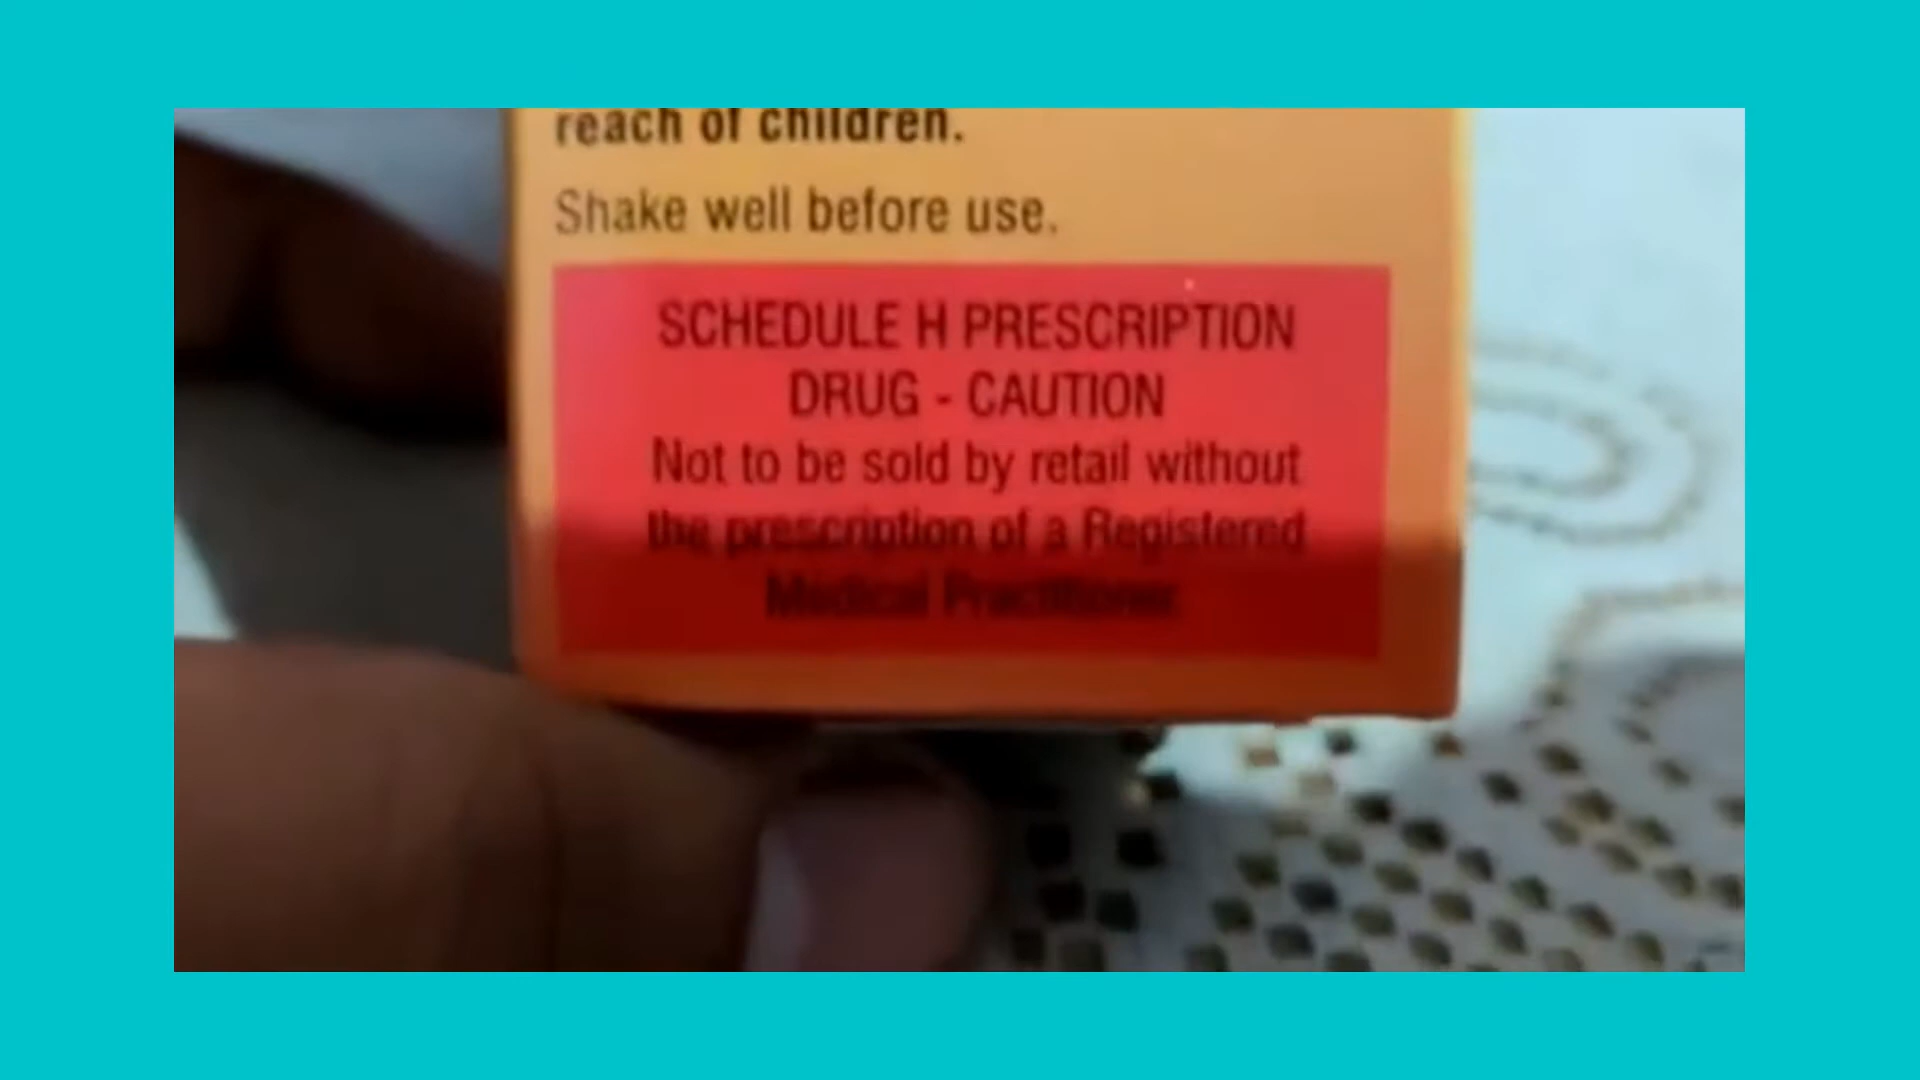 reach of children.
Shake well before use.
SCHEDULE H PRESCRIPTION
DRUG - CAUTION
Not to be sold by retail without
the prescription of a Registered
Medical Practitioner.